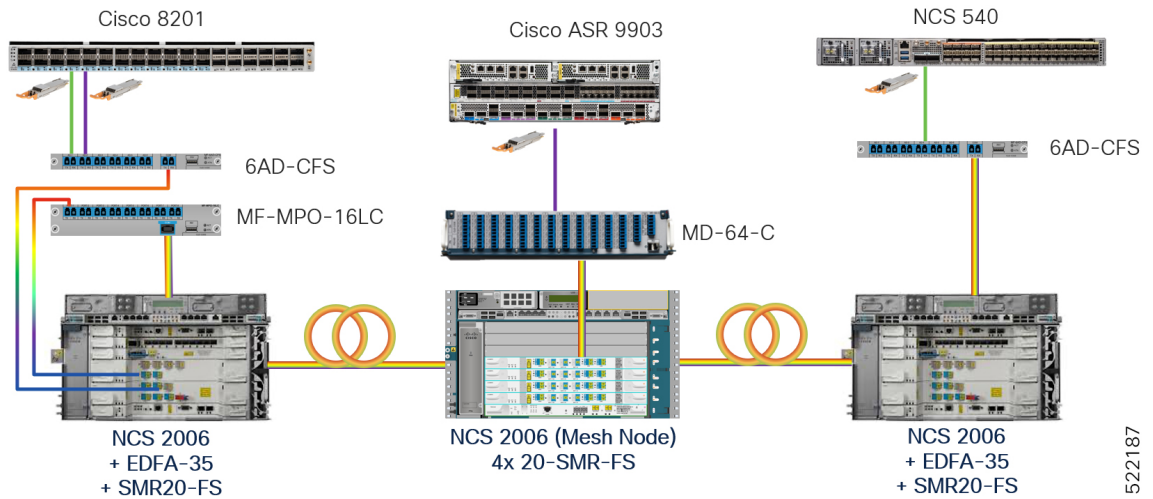 Cisco 8201
Cisco ASR 9903
NCS 540
6AD-CFS
6AD-CFS
MF-MPO-16LC
MD-64-C
NCS 2006
+ EDFA-35
+ SMR20-FS
NCS 2006 (Mesh Node)
4x 20-SMR-FS
NCS 2006
+ EDFA-35
+ SMR20-FS
522187